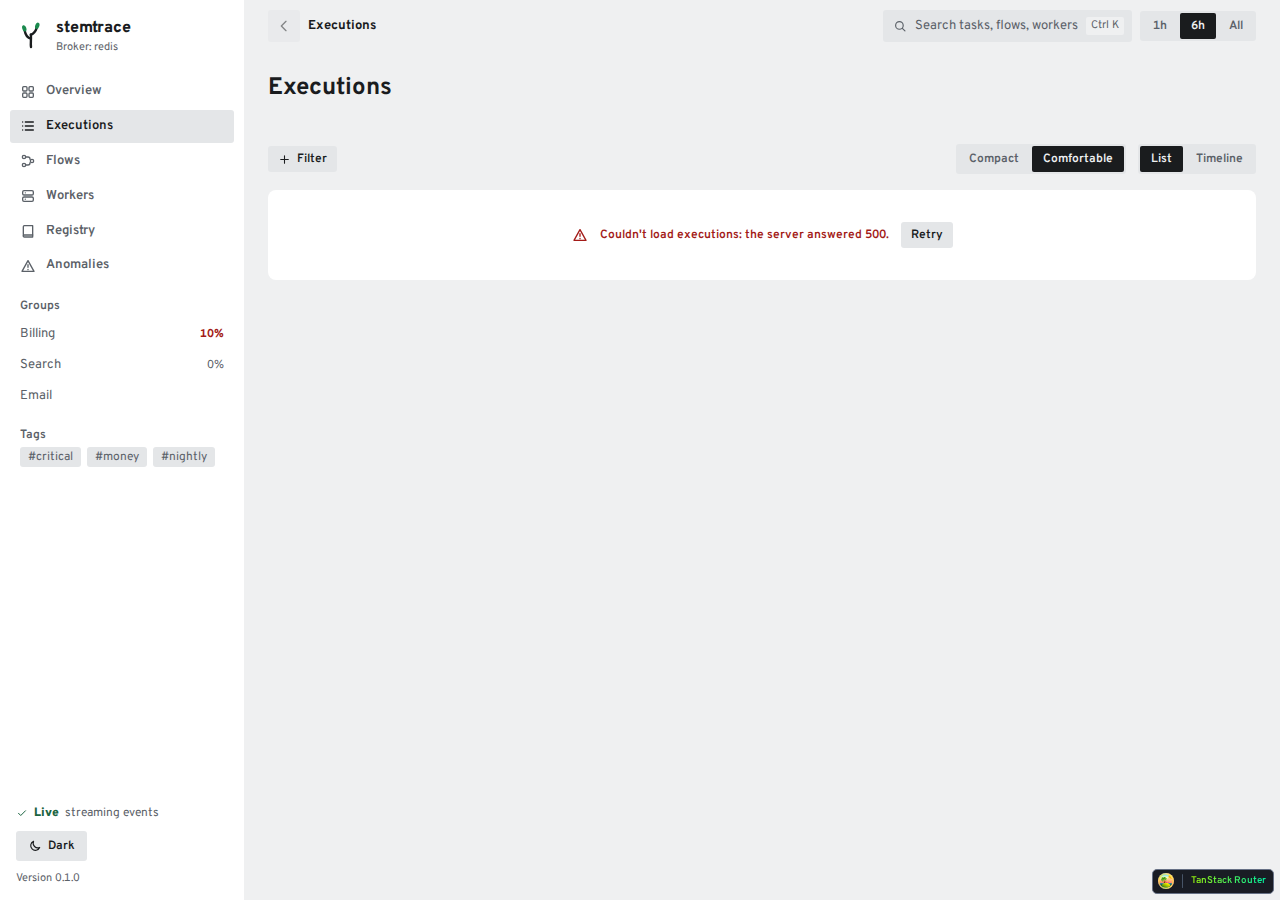 stemtrace
Broker: redis
Overview
Executions
Flows
Workers
Registry
Anomalies
Groups
Billing 10%
Search 0%
Email
Tags
#critical #money #nightly
Live streaming events
Dark
Version 0.1.0
Executions
Search tasks, flows, workers Ctrl K
1h 6h All
Executions
Filter
Compact Comfortable
List Timeline
Couldn't load executions: the server answered 500.
Retry
TanStack Router